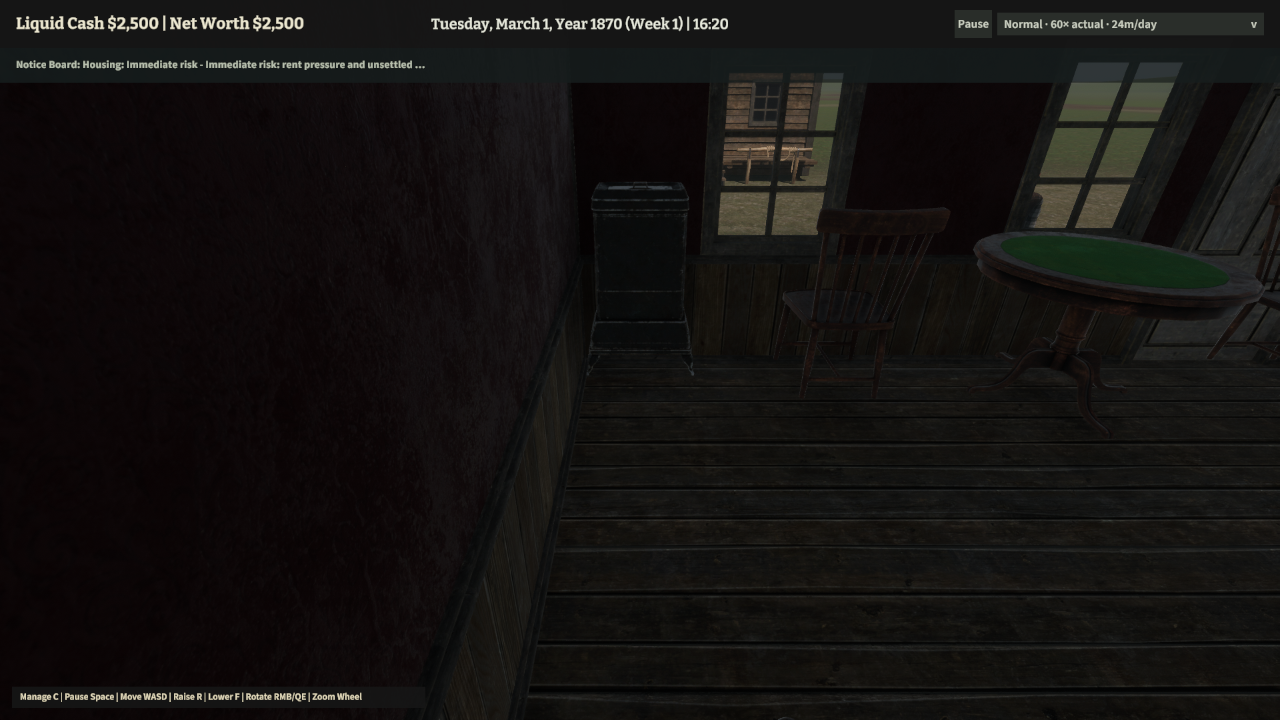 Liquid Cash $2,500 | Net Worth $2,500
Tuesday, March 1, Year 1870 (Week 1) | 16:20
Pause
Normal · 60× actual · 24m/day
v
Notice Board: Housing: Immediate risk - Immediate risk: rent pressure and unsettled ...
Manage C | Pause Space | Move WASD | Raise R | Lower F | Rotate RMB/QE | Zoom Wheel